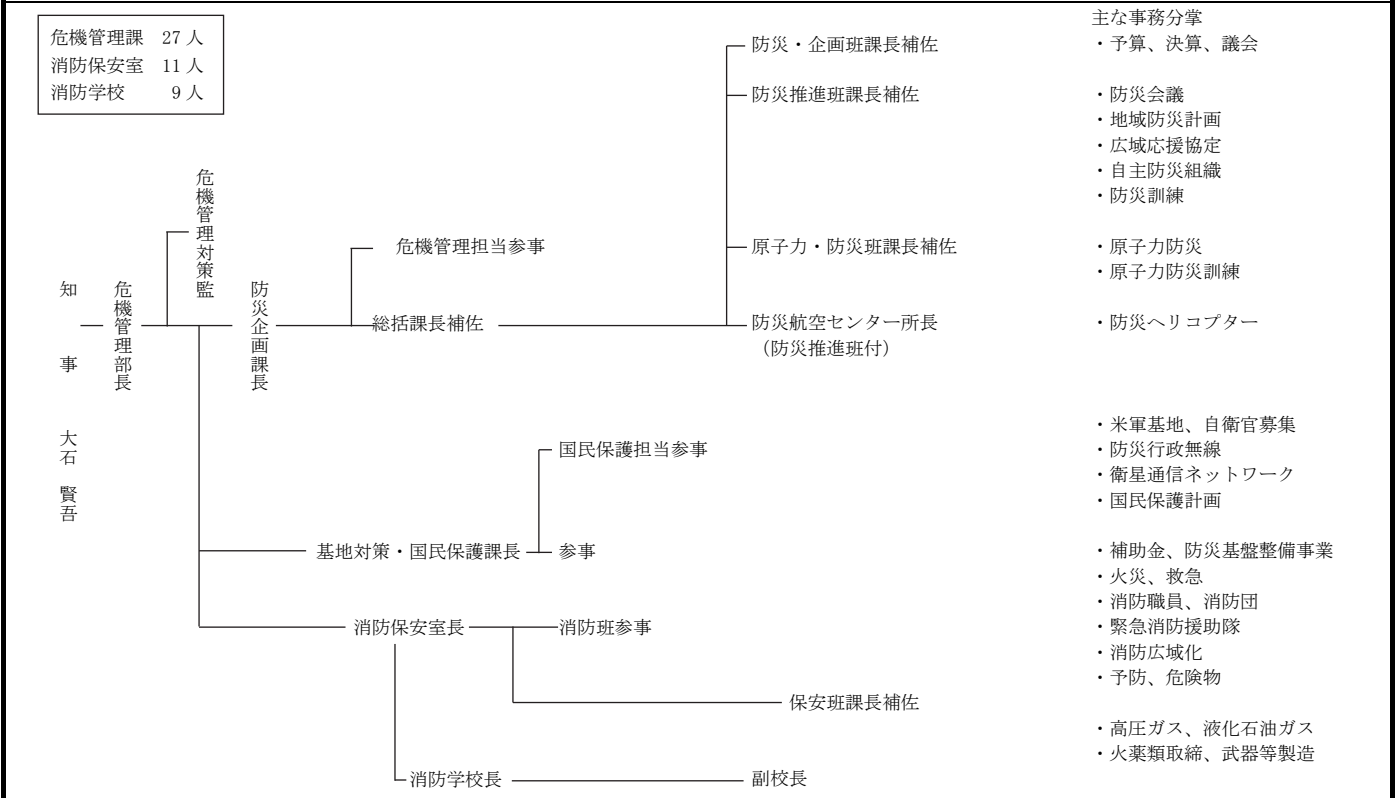 危機管理課 27人
消防保安室 11人
消防学校 9人
主な事務分掌
防災・企画班課長補佐
・予算、決算、議会
防災推進班課長補佐
・防災会議
・地域防災計画
・広域応援協定
・自主防災組織
・防災訓練
危機管理対策監
危機管理担当参事
原子力・防災班課長補佐
・原子力防災
・原子力防災訓練
知事 大石 賢吾
危機管理部長
防災企画課長
総括課長補佐
防災航空センター所長
（防災推進班付）
・防災ヘリコプター
国民保護担当参事
・米軍基地、自衛官募集
・防災行政無線
・衛星通信ネットワーク
・国民保護計画
基地対策・国民保護課長
参事
・補助金、防災基盤整備事業
・火災、救急
・消防職員、消防団
・緊急消防援助隊
・消防広域化
・予防、危険物
消防保安室長
消防班参事
保安班課長補佐
・高圧ガス、液化石油ガス
・火薬類取締、武器等製造
消防学校長
副校長